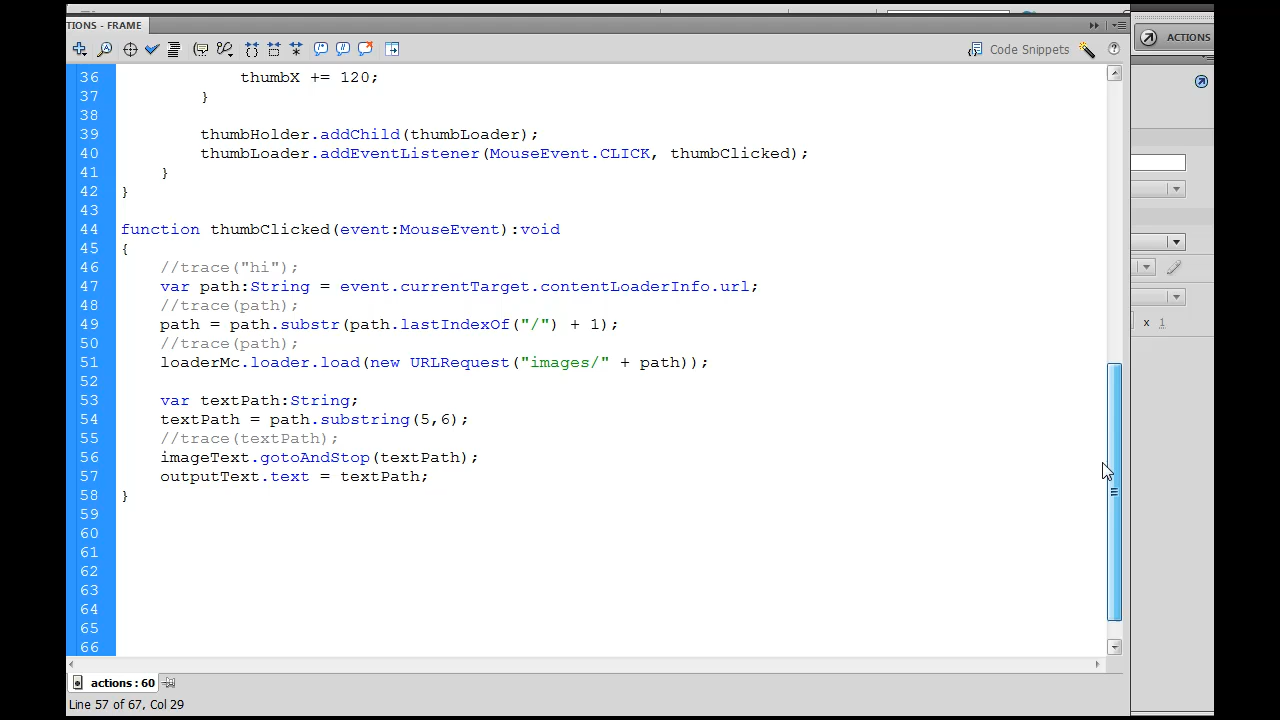 TIONS - FRAME
Code Snippets
ACTIONS
36 thumbX += 120;
37 }
38
39 thumbHolder.addChild(thumbLoader);
40 thumbLoader.addEventListener(MouseEvent.CLICK, thumbClicked);
41 }
42 }
43
44 function thumbClicked(event:MouseEvent):void
45 {
46 //trace("hi");
47 var path:String = event.currentTarget.contentLoaderInfo.url;
48 //trace(path);
49 path = path.substr(path.lastIndexOf("/") + 1);
50 //trace(path);
51 loaderMc.loader.load(new URLRequest("images/" + path));
52
53 var textPath:String;
54 textPath = path.substring(5,6);
55 //trace(textPath);
56 imageText.gotoAndStop(textPath);
57 outputText.text = textPath;
58 }
59
60
61
62
63
64
65
66
x 1
actions : 60
Line 57 of 67, Col 29